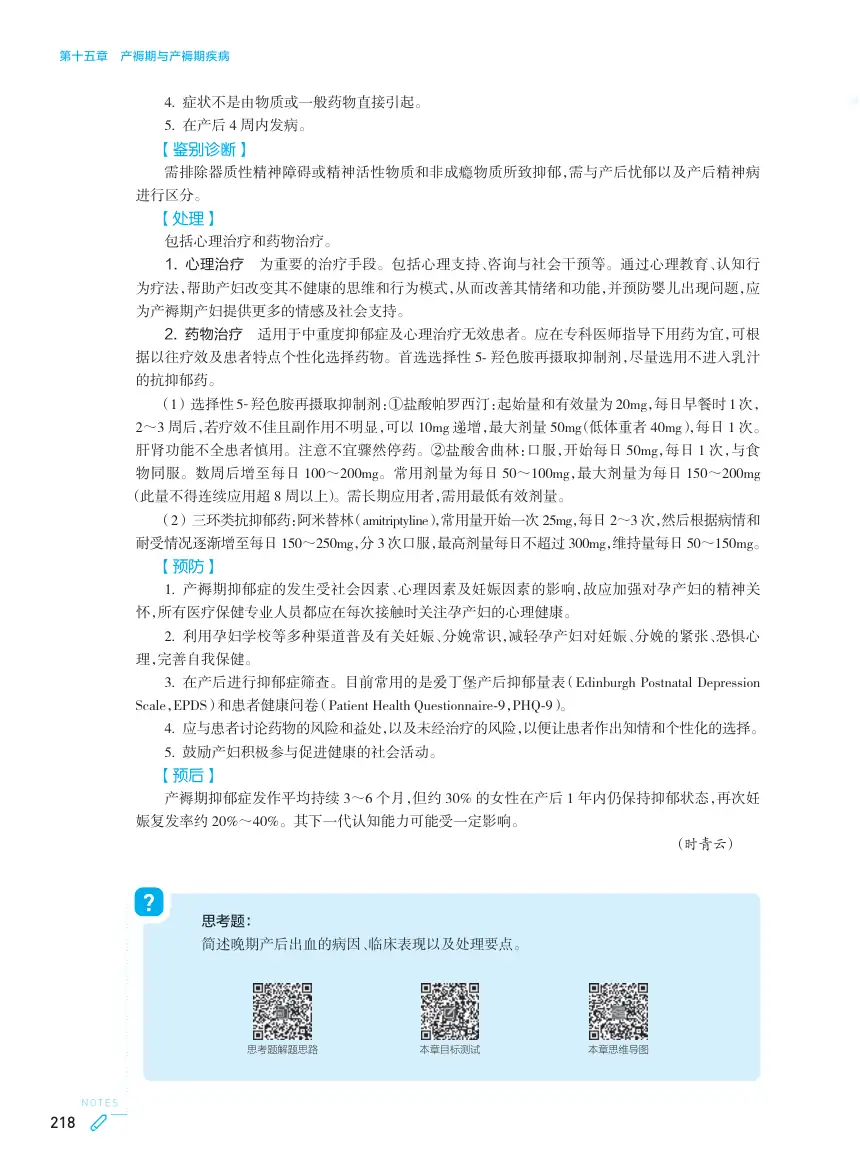 第十五章 产褥期与产褥期疾病
4. 症状不是由物质或一般药物直接引起。
5. 在产后 4 周内发病。
【鉴别诊断】
需排除器质性精神障碍或精神活性物质和非成瘾物质所致抑郁,需与产后忧郁以及产后精神病
进行区分。
【处理】
包括心理治疗和药物治疗。
1. 心理治疗 为重要的治疗手段。包括心理支持、咨询与社会干预等。通过心理教育、认知行
为疗法,帮助产妇改变其不健康的思维和行为模式,从而改善其情绪和功能,并预防婴儿出现问题,应
为产褥期产妇提供更多的情感及社会支持。
2. 药物治疗 适用于中重度抑郁症及心理治疗无效患者。应在专科医师指导下用药为宜,可根
据以往疗效及患者特点个性化选择药物。首选选择性 5- 羟色胺再摄取抑制剂,尽量选用不进入乳汁
的抗抑郁药。
(1)选择性 5- 羟色胺再摄取抑制剂:①盐酸帕罗西汀:起始量和有效量为 20mg,每日早餐时 1 次,
2~3 周后,若疗效不佳且副作用不明显,可以 10mg 递增,最大剂量 50mg(低体重者 40mg),每日 1 次。
肝肾功能不全患者慎用。注意不宜骤然停药。②盐酸舍曲林:口服,开始每日 50mg,每日 1 次,与食
物同服。数周后增至每日 100~200mg。常用剂量为每日 50~100mg,最大剂量为每日 150~200mg
(此量不得连续应用超 8 周以上)。需长期应用者,需用最低有效剂量。
(2)三环类抗抑郁药:阿米替林(amitriptyline),常用量开始一次 25mg,每日 2~3 次,然后根据病情和
耐受情况逐渐增至每日 150~250mg,分 3 次口服,最高剂量每日不超过 300mg,维持量每日 50~150mg。
【预防】
1. 产褥期抑郁症的发生受社会因素、心理因素及妊娠因素的影响,故应加强对孕产妇的精神关
怀,所有医疗保健专业人员都应在每次接触时关注孕产妇的心理健康。
2. 利用孕妇学校等多种渠道普及有关妊娠、分娩常识,减轻孕产妇对妊娠、分娩的紧张、恐惧心
理,完善自我保健。
3. 在产后进行抑郁症筛查。目前常用的是爱丁堡产后抑郁量表(Edinburgh Postnatal Depression
Scale,EPDS)和患者健康问卷(Patient Health Questionnaire-9,PHQ-9)。
4. 应与患者讨论药物的风险和益处,以及未经治疗的风险,以便让患者作出知情和个性化的选择。
5. 鼓励产妇积极参与促进健康的社会活动。
【预后】
产褥期抑郁症发作平均持续 3~6 个月,但约 30% 的女性在产后 1 年内仍保持抑郁状态,再次妊
娠复发率约 20%~40%。其下一代认知能力可能受一定影响。
(时青云)
?
思考题:
简述晚期产后出血的病因、临床表现以及处理要点。
思考题解题思路 本章目标测试 本章思维导图
NOTES
218